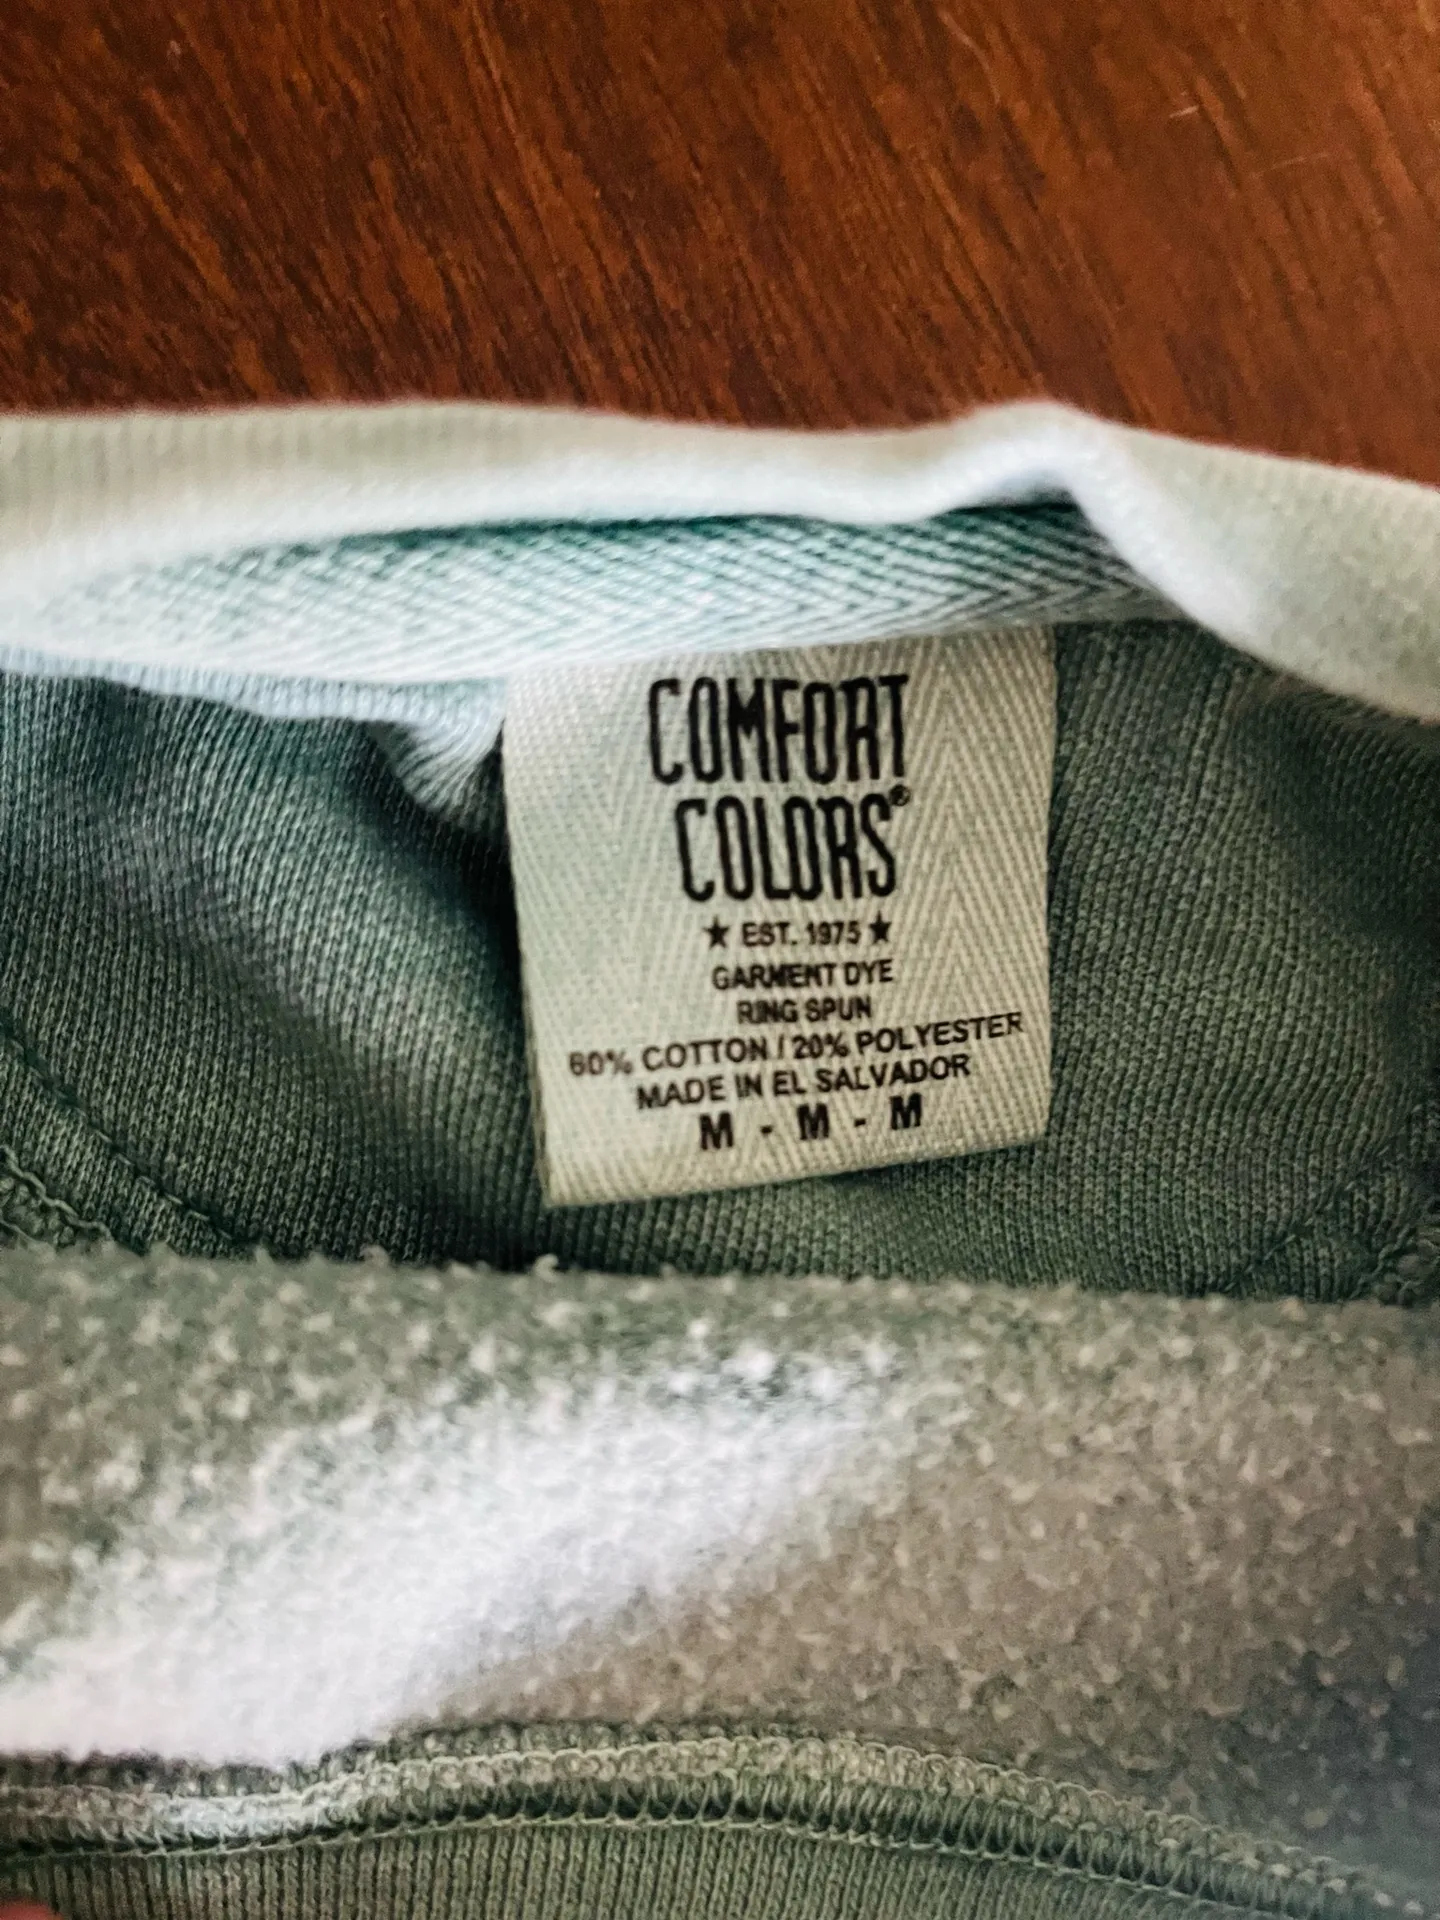 COMFORT
COLORS®
★ EST. 1975 ★
GARMENT DYE
RING SPUN
80% COTTON / 20% POLYESTER
MADE IN EL SALVADOR
M - M - M